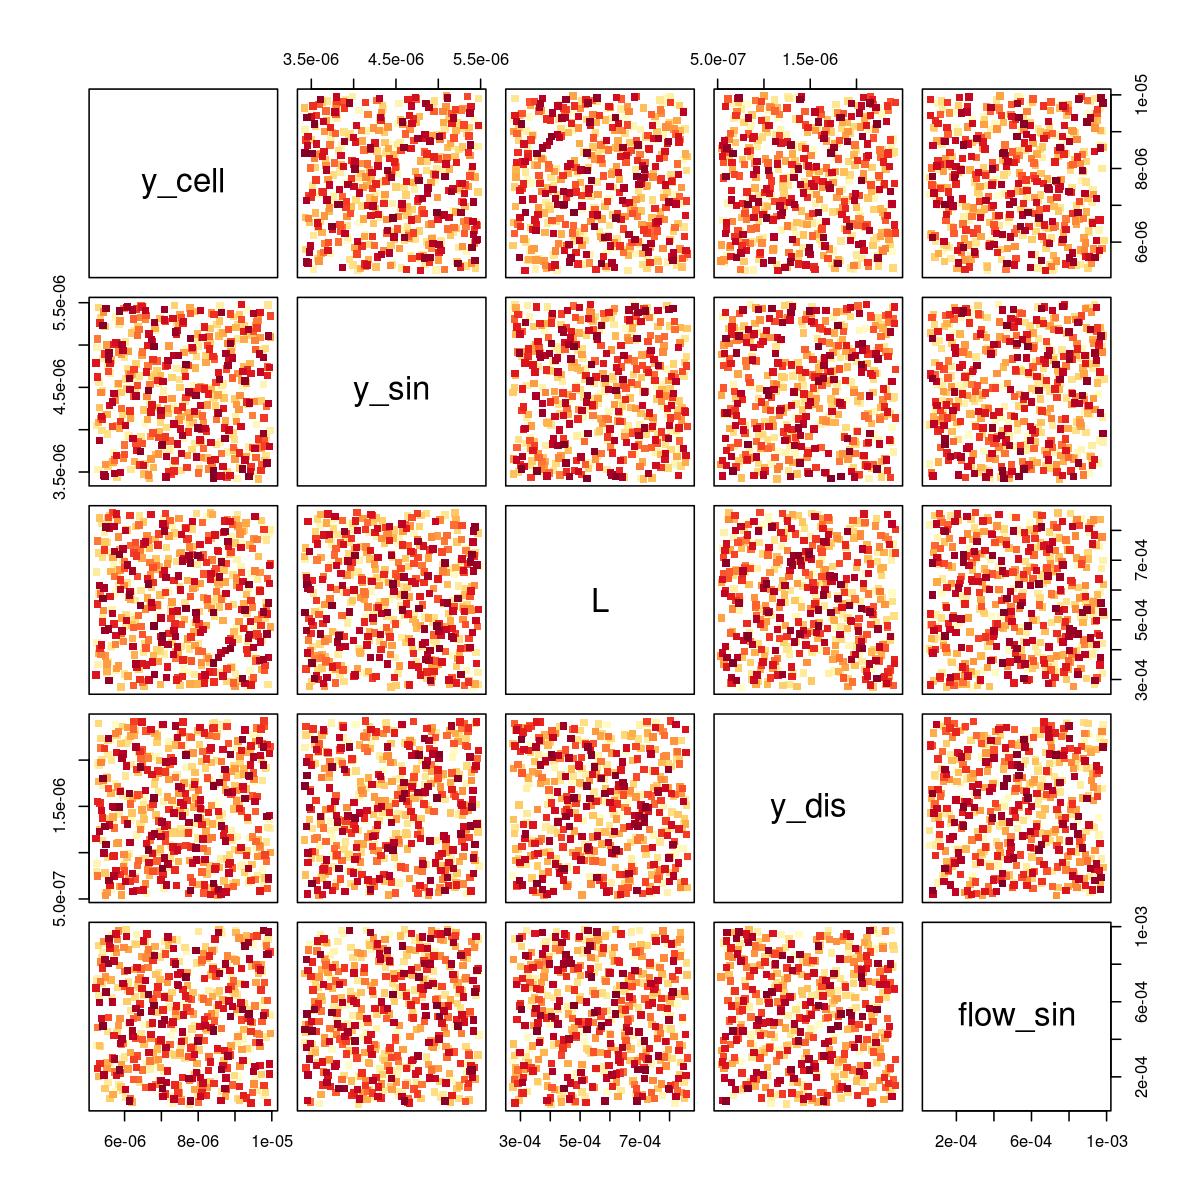 3.5e-06 4.5e-06 5.5e-06 5.0e-07 1.5e-06
y_cell
6e-06 8e-06 1e-05
3.5e-06 4.5e-06 5.5e-06
y_sin
L
3e-04 5e-04 7e-04
5.0e-07 1.5e-06
y_dis
flow_sin
2e-04 6e-04 1e-03
6e-06 8e-06 1e-05 3e-04 5e-04 7e-04 2e-04 6e-04 1e-03